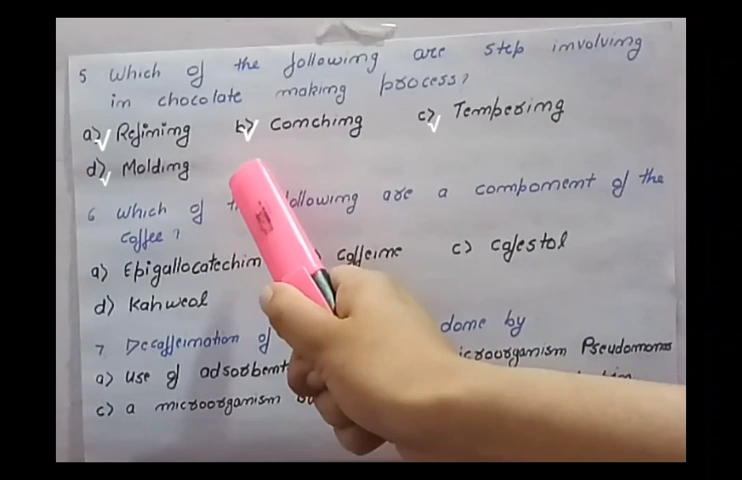 5 Which of the following are step involving
in chocolate making process?
a) Refining b) Conching c) Tempering
d) Molding
6 Which of following are a component of the
coffee?
a) Epigallocatechin caffeine c) cafestol
d) Kahweol
7 Decaffeination of done by
a) use of adsorbent microorganism Pseudomonas
c) a microorganism